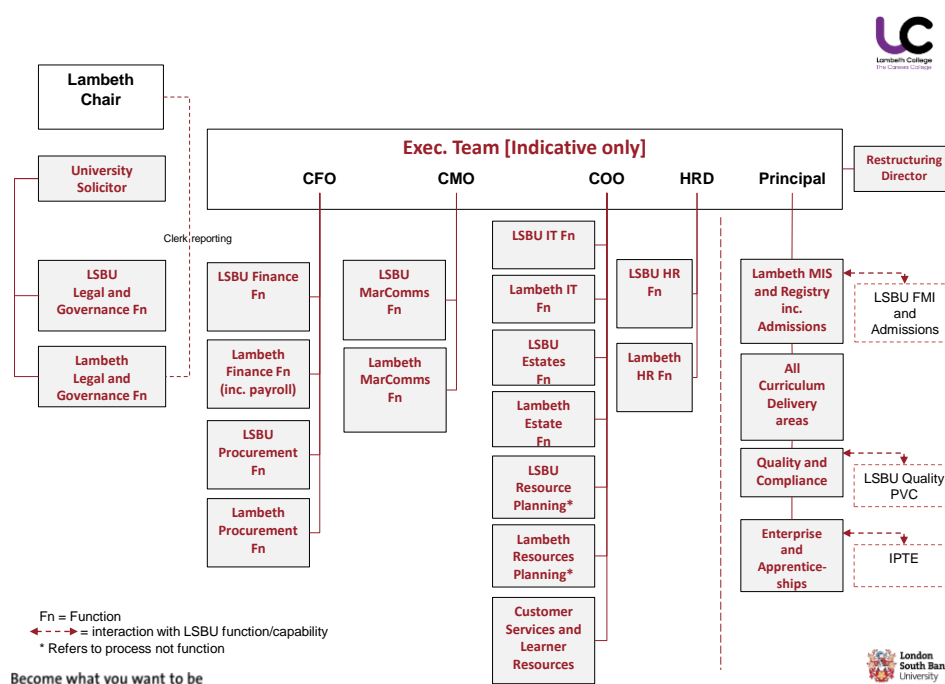 UC
Lambeth College
The Careers College
Lambeth
Chair
Exec. Team [Indicative only]
CFO
CMO
COO
HRD
Principal
Restructuring
Director
University
Solicitor
Clerk reporting
LSBU
Legal and
Governance Fn
Lambeth
Legal and
Governance Fn
LSBU Finance
Fn
Lambeth
Finance Fn
(inc. payroll)
LSBU
Procurement
Fn
Lambeth
Procurement
Fn
LSBU
MarComms
Fn
Lambeth
MarComms
Fn
LSBU IT Fn
Lambeth IT
Fn
LSBU
Estates
Fn
Lambeth
Estate
Fn
LSBU
Resource
Planning*
Lambeth
Resources
Planning*
Customer
Services and
Learner
Resources
LSBU HR
Fn
Lambeth
HR Fn
Lambeth MIS
and Registry
inc.
Admissions
All
Curriculum
Delivery
areas
Quality and
Compliance
Enterprise
and
Apprentice-
ships
LSBU FMI
and
Admissions
LSBU Quality
PVC
IPTE
Fn = Function
= interaction with LSBU function/capability
* Refers to process not function
Become what you want to be
London
South Bank
University